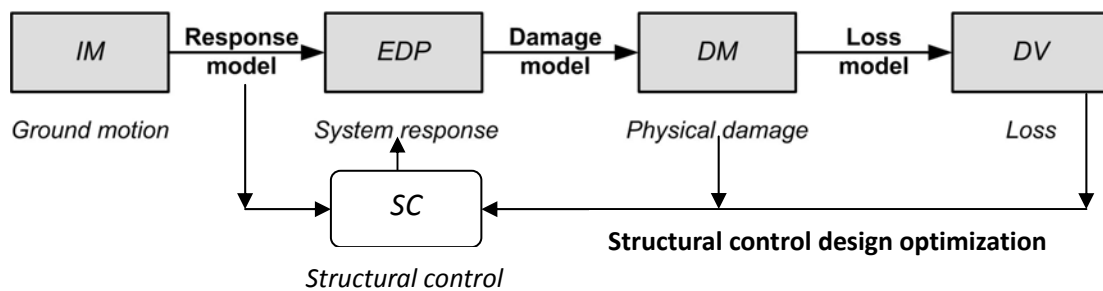 IM
Response
model
EDP
Damage
model
DM
Loss
model
DV
Ground motion
System response
Physical damage
Loss
SC
Structural control design optimization
Structural control